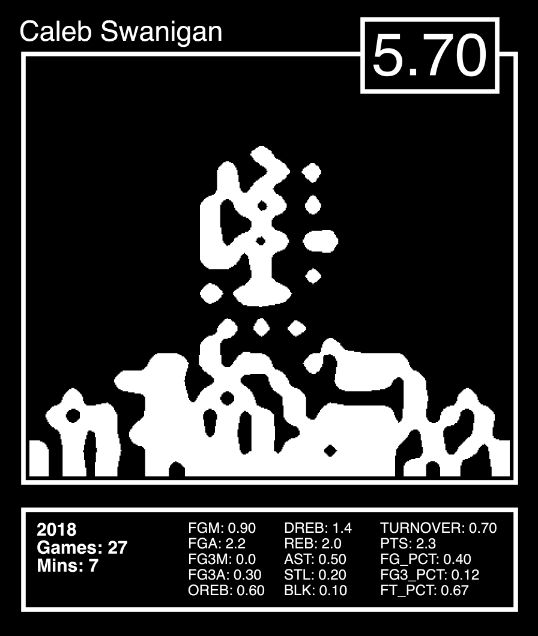 Caleb Swanigan
5.70
2018
Games: 27
Mins: 7
FGM: 0.90
FGA: 2.2
FG3M: 0.0
FG3A: 0.30
OREB: 0.60
DREB: 1.4
REB: 2.0
AST: 0.50
STL: 0.20
BLK: 0.10
TURNOVER: 0.70
PTS: 2.3
FG_PCT: 0.40
FG3_PCT: 0.12
FT_PCT: 0.67